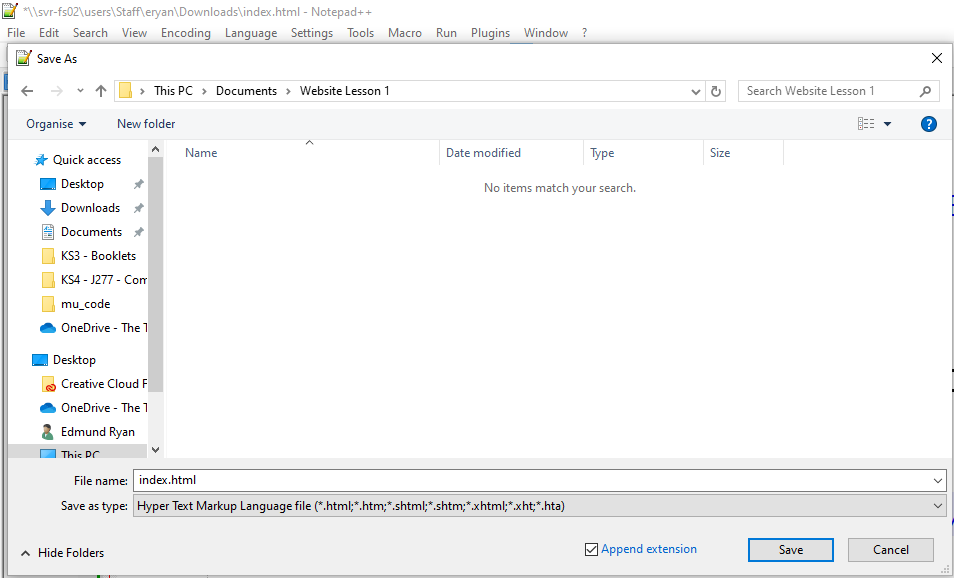 *\\svr-fs02\users\Staff\eryan\Downloads\index.html - Notepad++
File Edit Search View Encoding Language Settings Tools Macro Run Plugins Window ?
Save As
This PC > Documents > Website Lesson 1
Search Website Lesson 1
Organise New folder
Name Date modified Type Size
No items match your search.
Quick access
Desktop
Downloads
Documents
KS3 - Booklets
KS4 - J277 - Com
mu_code
OneDrive - The T
Desktop
Creative Cloud F
OneDrive - The T
Edmund Ryan
This PC
File name: index.html
Save as type: Hyper Text Markup Language file (*.html;*.htm;*.shtml;*.shtm;*.xhtml;*.xht;*.hta)
Hide Folders
Append extension
Save Cancel